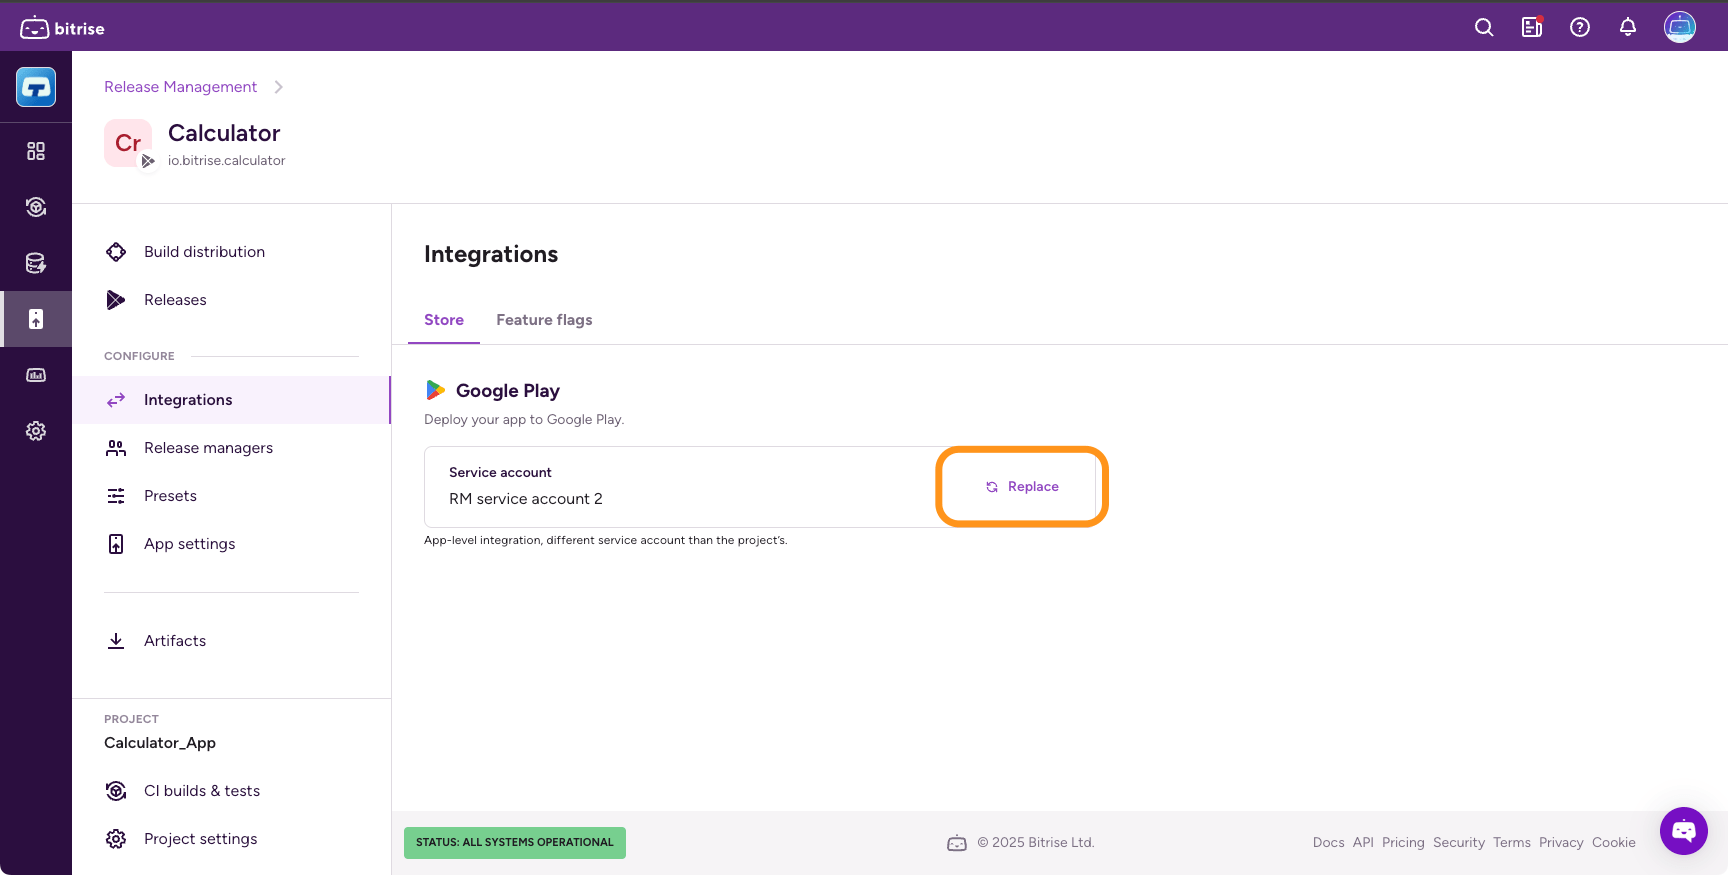 bitrise
Release Management
Cr
Calculator
io.bitrise.calculator
Build distribution
Releases
CONFIGURE
Integrations
Release managers
Presets
App settings
Artifacts
PROJECT
Calculator_App
CI builds & tests
Project settings
Integrations
Store Feature flags
Google Play
Deploy your app to Google Play.
Service account
RM service account 2
Replace
App-level integration, different service account than the project's.
STATUS: ALL SYSTEMS OPERATIONAL
© 2025 Bitrise Ltd.
Docs API Pricing Security Terms Privacy Cookie